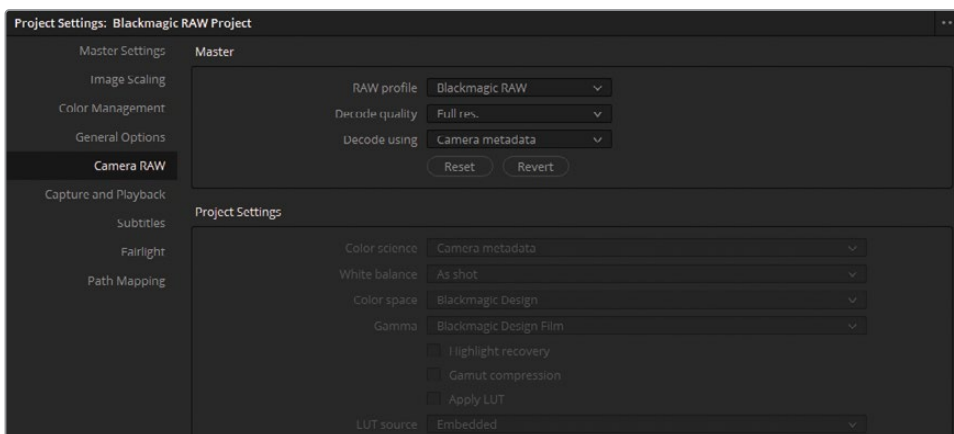 Project Settings: Blackmagic RAW Project
Master Settings
Image Scaling
Color Management
General Options
Camera RAW
Capture and Playback
Subtitles
Fairlight
Path Mapping
Master
RAW profile Blackmagic RAW
Decode quality Full res.
Decode using Camera metadata
Reset Revert
Project Settings
Color science Camera metadata
White balance As shot
Color space Blackmagic Design
Gamma Blackmagic Design Film
Highlight recovery
Gamut compression
Apply LUT
LUT source Embedded